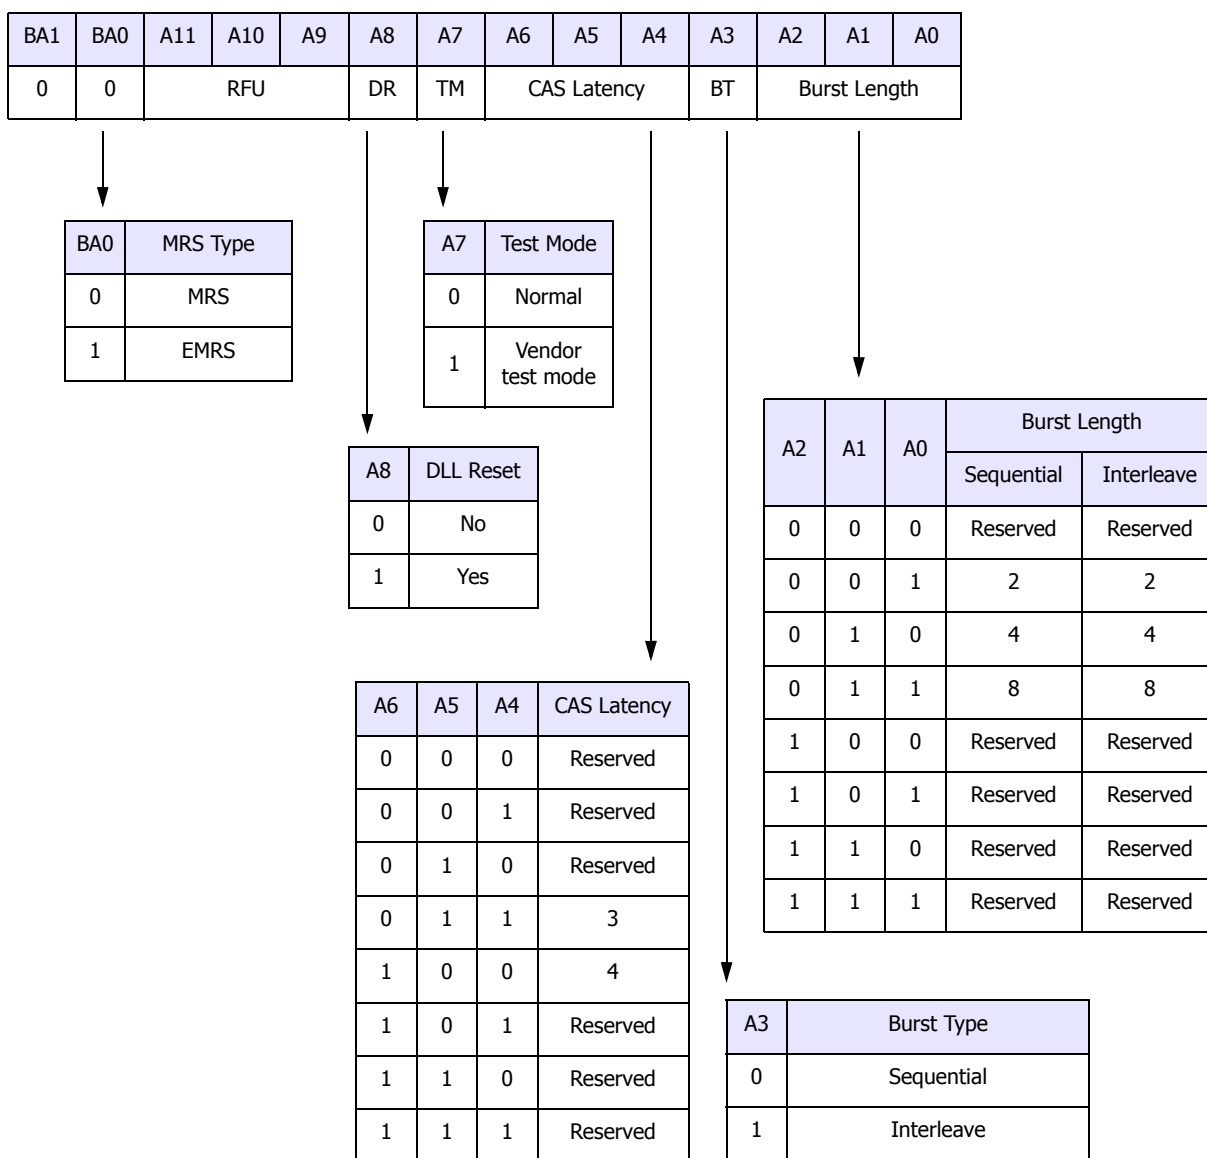 BA1 BA0 A11 A10 A9 A8 A7 A6 A5 A4 A3 A2 A1 A0
0 0 RFU DR TM CAS Latency BT Burst Length
BA0 MRS Type
0 MRS
1 EMRS
A7 Test Mode
0 Normal
1 Vendor
test mode
A8 DLL Reset
0 No
1 Yes
A2 A1 A0 Burst Length
Sequential Interleave
0 0 0 Reserved Reserved
0 0 1 2 2
0 1 0 4 4
0 1 1 8 8
1 0 0 Reserved Reserved
1 0 1 Reserved Reserved
1 1 0 Reserved Reserved
1 1 1 Reserved Reserved
A6 A5 A4 CAS Latency
0 0 0 Reserved
0 0 1 Reserved
0 1 0 Reserved
0 1 1 3
1 0 0 4
1 0 1 Reserved
1 1 0 Reserved
1 1 1 Reserved
A3 Burst Type
0 Sequential
1 Interleave